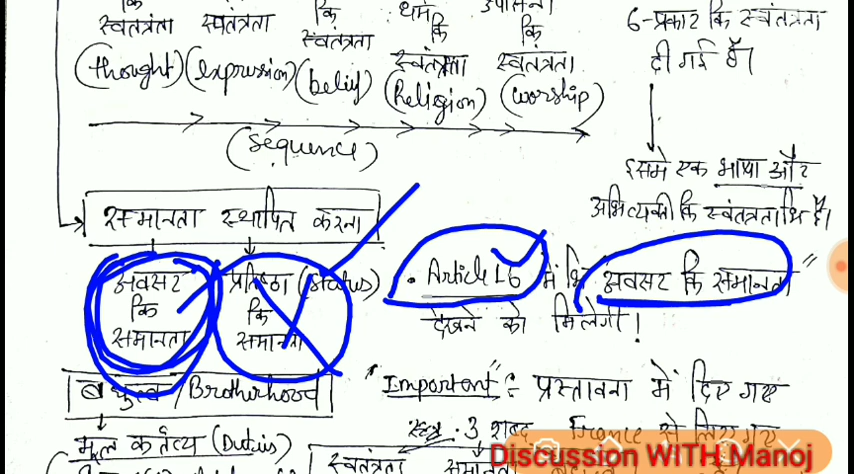 कि स्वतंत्रता
स्वतंत्रता
कि स्वतंत्रता
धर्म कि स्वतंत्रता
उपासना कि स्वतंत्रता
(thought) (expression) (belief) (Religion) (worship)
(sequence)
6-प्रकार कि स्वंतत्रता
दी गई है।
इसमे एक भाषा और
अभिव्यक्ती कि स्वंतत्रता भि है।
समानता स्थापित करना
अवसर कि समानता
प्रतिष्ठा (status) कि समानता
• Article 16 में भि अवसर कि समानता"
देखने को मिलेगी !
बंधुत्व / Brotherhood
मूल कर्तव्य (Duties)
"Important": प्रस्तावना में दिए गए
3 शब्द France से लिए गए
स्वतंत्रता समानता
Discussion WITH Manoj